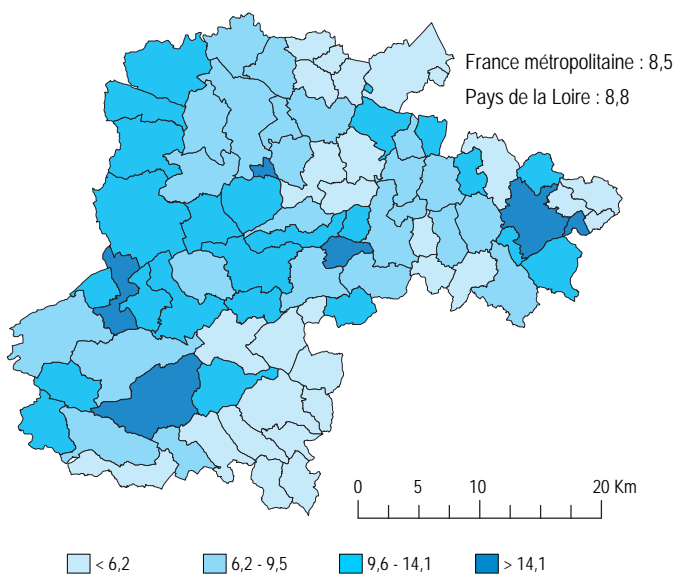 France métropolitaine : 8,5
Pays de la Loire : 8,8
0 5 10 20 Km
< 6,2 6,2 - 9,5 9,6 - 14,1 > 14,1